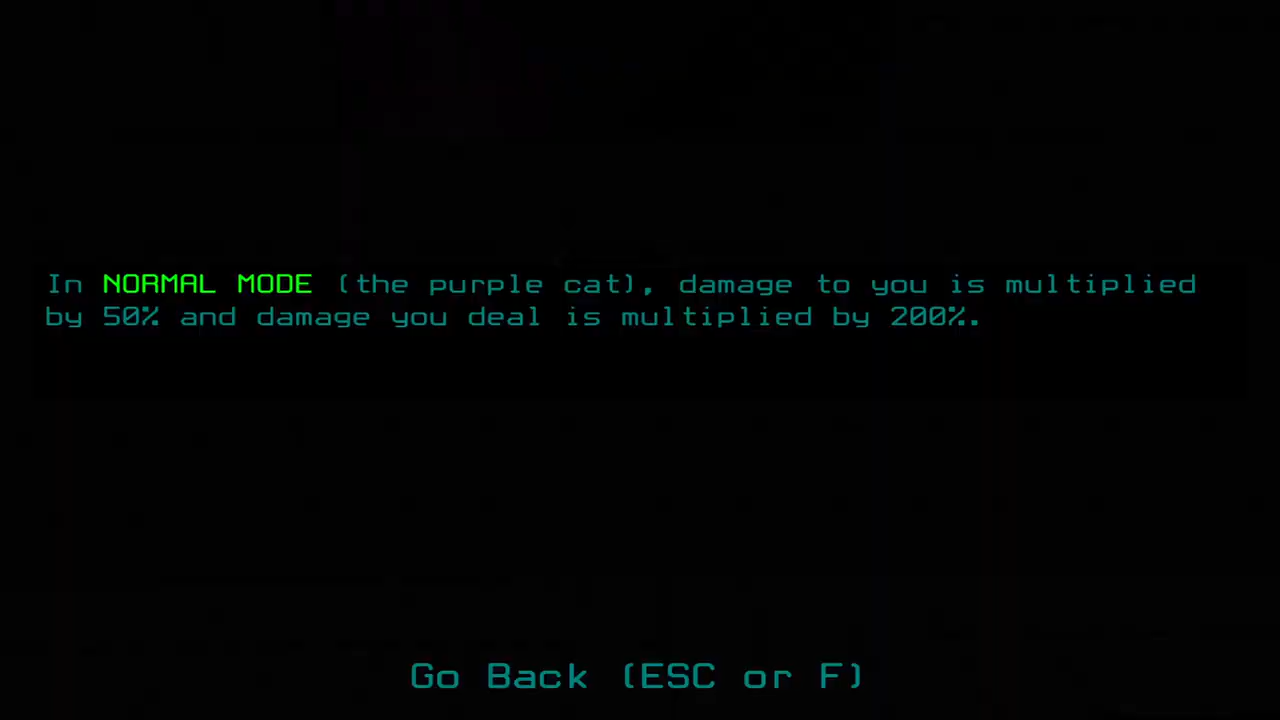 In NORMAL MODE (the purple cat), damage to you is multiplied
by 50% and damage you deal is multiplied by 200%.
Go Back (ESC or F)